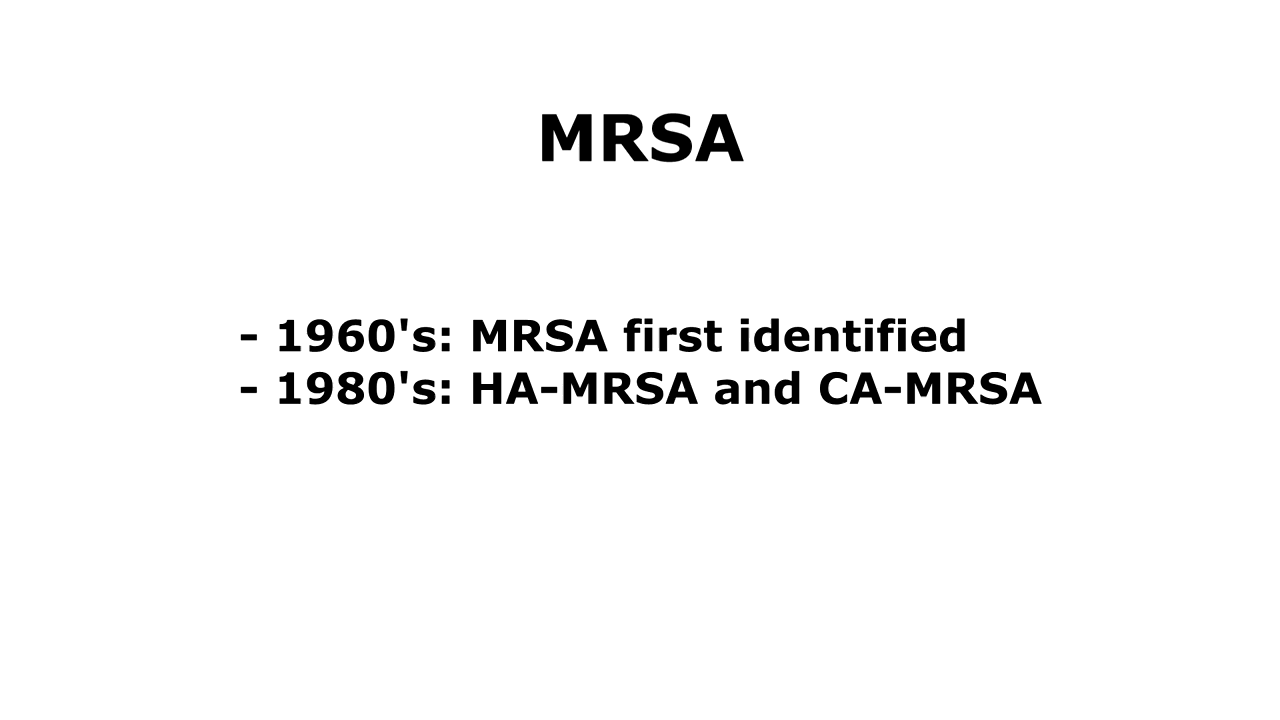 MRSA
- 1960's: MRSA first identified
- 1980's: HA-MRSA and CA-MRSA